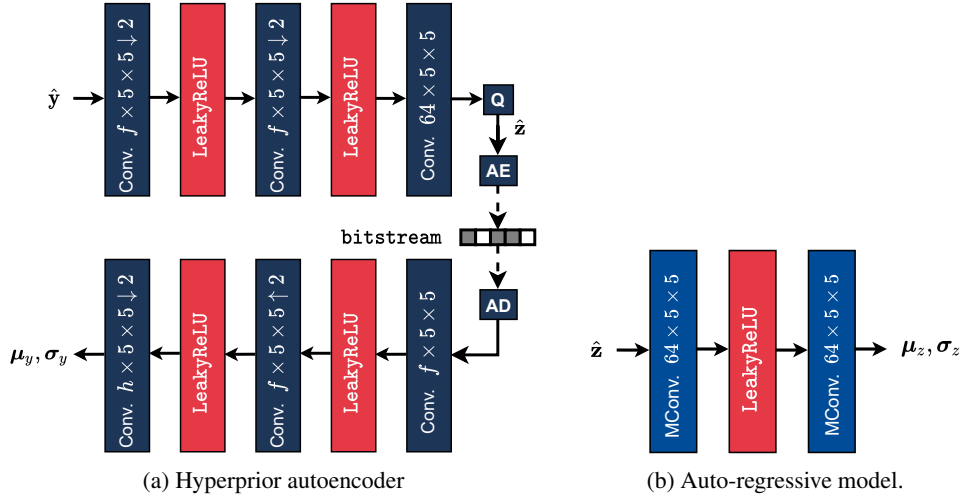 ŷ
Conv. f × 5 × 5 ↓ 2
LeakyReLU
Conv. f × 5 × 5 ↓ 2
LeakyReLU
Conv. 64 × 5 × 5
Q
ẑ
AE
bitstream
AD
μ_y, σ_y
Conv. h × 5 × 5 ↓ 2
LeakyReLU
Conv. f × 5 × 5 ↑ 2
LeakyReLU
Conv. f × 5 × 5
(a) Hyperprior autoencoder
ẑ
MConv. 64 × 5 × 5
LeakyReLU
MConv. 64 × 5 × 5
μ_z, σ_z
(b) Auto-regressive model.